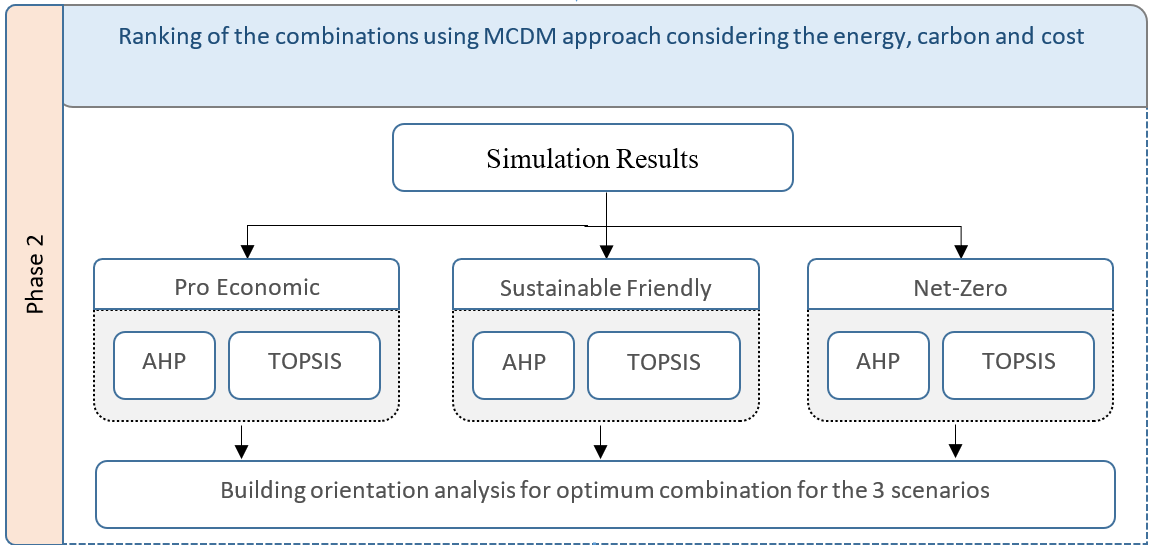 Ranking of the combinations using MCDM approach considering the energy, carbon and cost
Phase 2
Simulation Results
Pro Economic
Sustainable Friendly
Net-Zero
AHP
TOPSIS
AHP
TOPSIS
AHP
TOPSIS
Building orientation analysis for optimum combination for the 3 scenarios